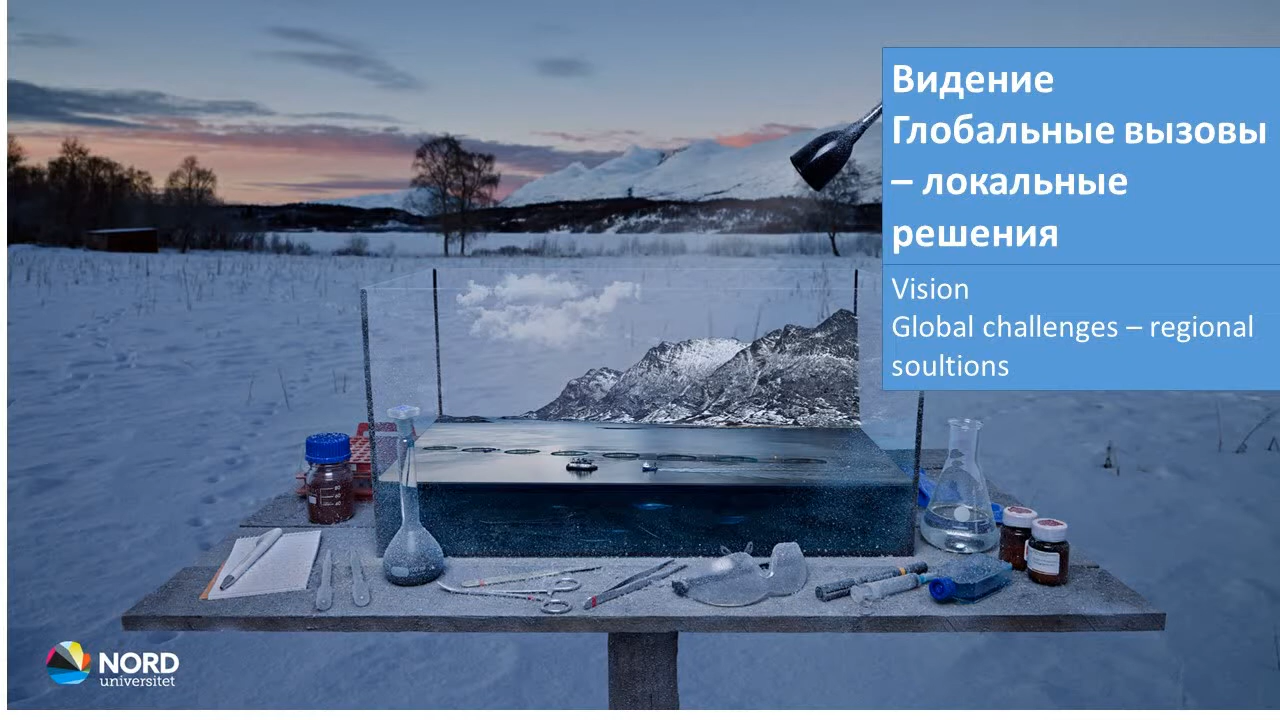 Видение
Глобальные вызовы
– локальные
решения
Vision
Global challenges – regional
soultions
NORD
universitet